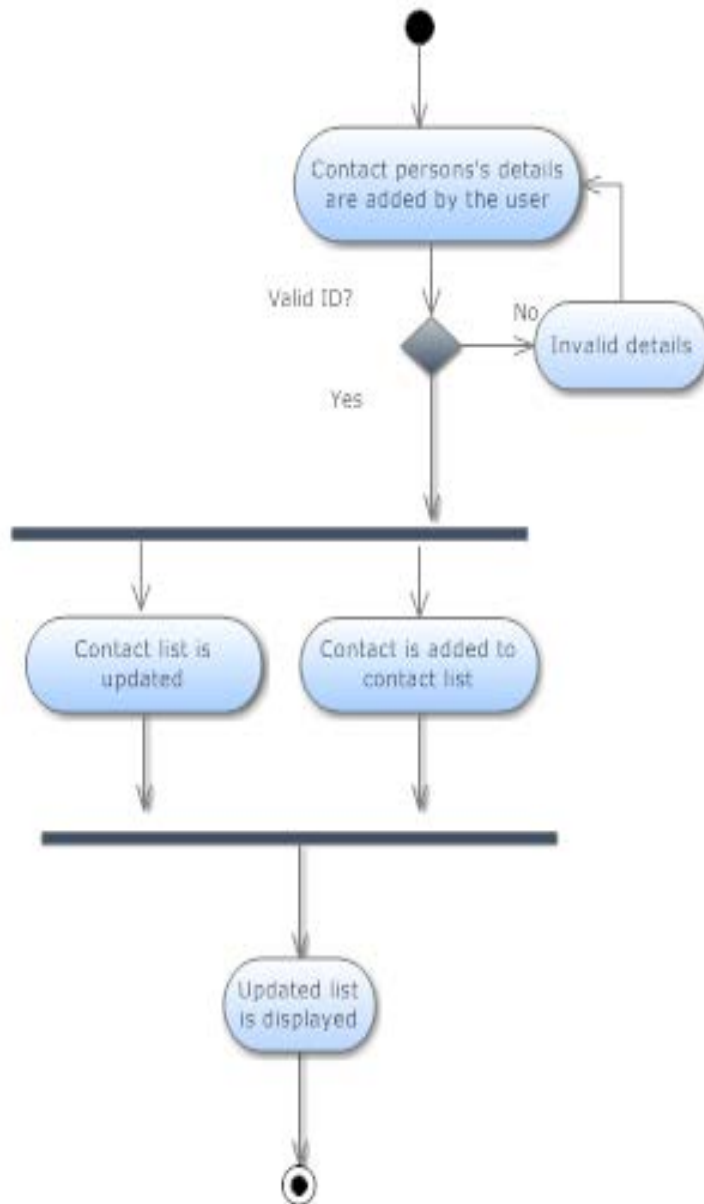 Contact persons's details
are added by the user
Valid ID?
No
Invalid details
Yes
Contact list is
updated
Contact is added to
contact list
Updated list
is displayed